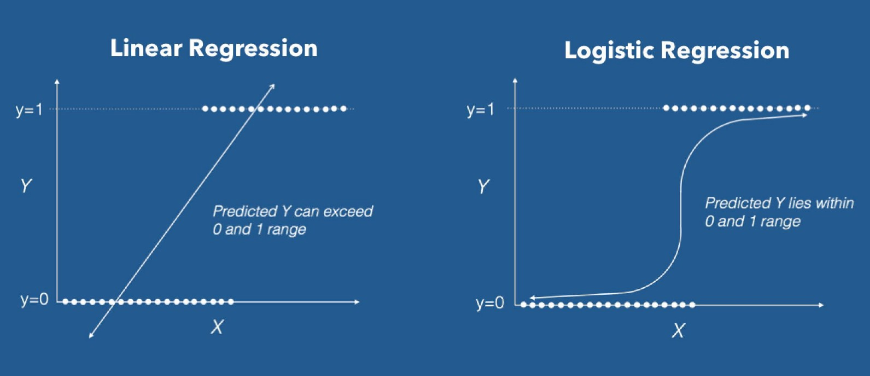 Linear Regression
y=1
Y
Predicted Y can exceed
0 and 1 range
y=0
X
Logistic Regression
y=1
Y
Predicted Y lies within
0 and 1 range
y=0
X